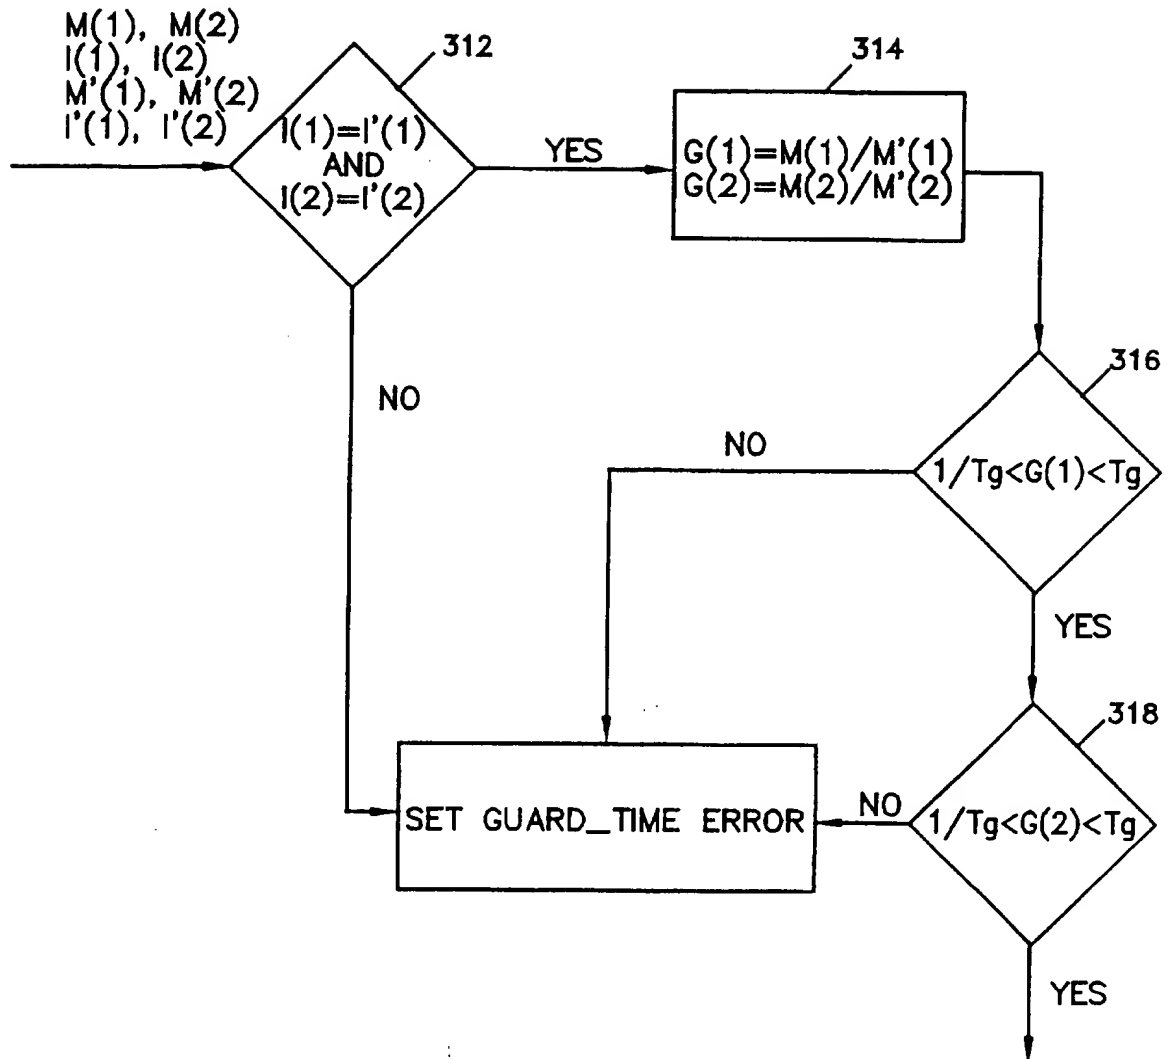 M(1), M(2)
I(1), I(2)
M'(1), M'(2)
I'(1), I'(2)
312
I(1)=I'(1)
AND
I(2)=I'(2)
YES
314
G(1)=M(1)/M'(1)
G(2)=M(2)/M'(2)
NO
316
1/Tg<G(1)<Tg
NO
YES
318
1/Tg<G(2)<Tg
NO
SET GUARD_TIME ERROR
YES